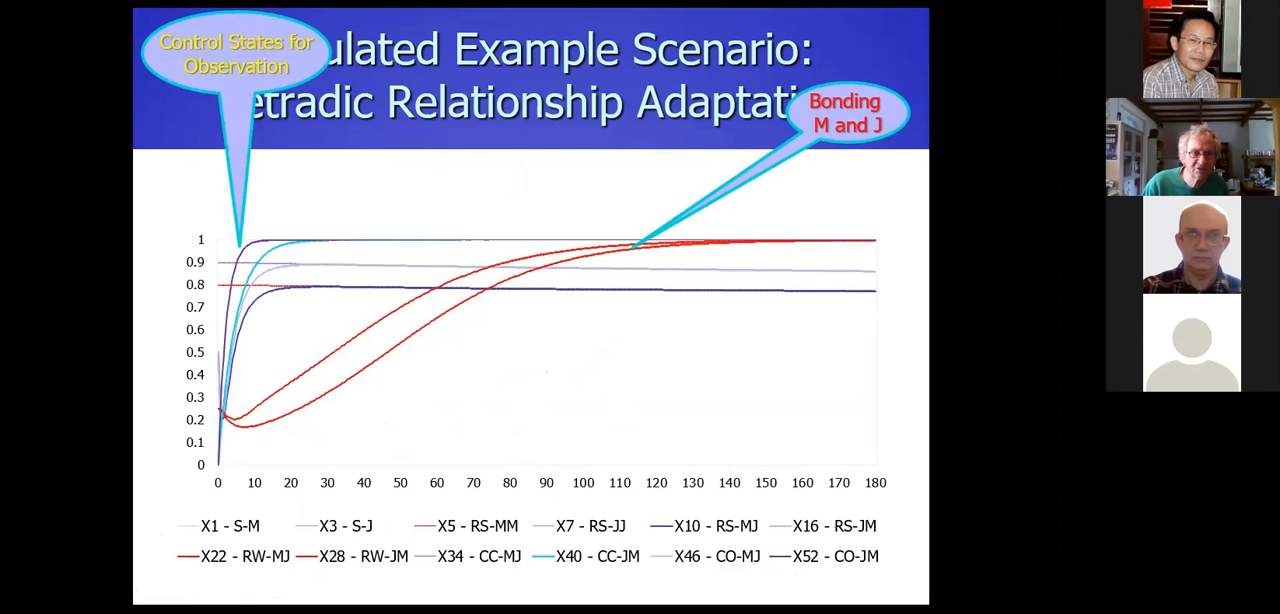 Control States for
Observation
ulated Example Scenario:
etradic Relationship Adaptati
Bonding
M and J
1
0.9
0.8
0.7
0.6
0.5
0.4
0.3
0.2
0.1
0
0 10 20 30 40 50 60 70 80 90 100 110 120 130 140 150 160 170 180
X1 - S-M X3 - S-J X5 - RS-MM X7 - RS-JJ X10 - RS-MJ X16 - RS-JM
X22 - RW-MJ X28 - RW-JM X34 - CC-MJ X40 - CC-JM X46 - CO-MJ X52 - CO-JM